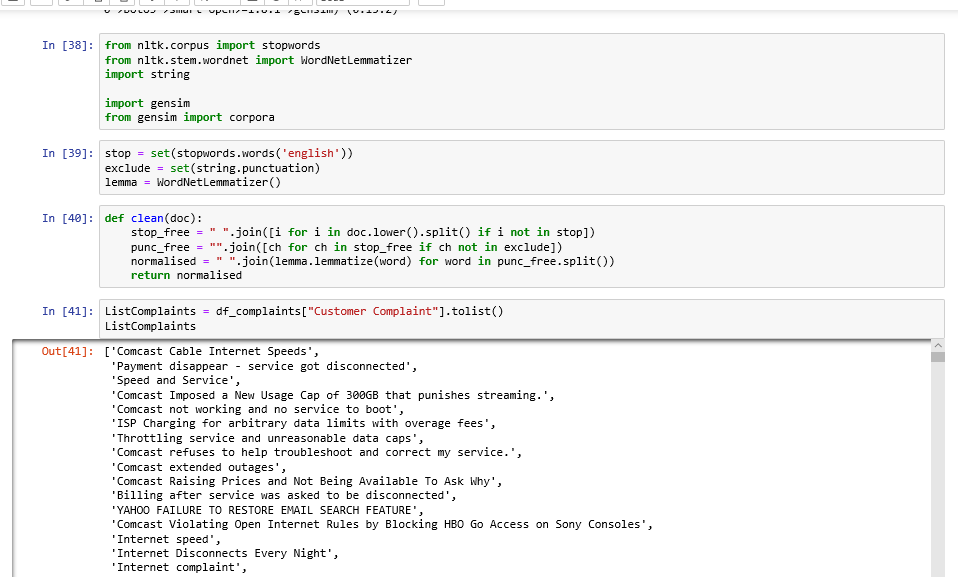 In [38]: from nltk.corpus import stopwords
from nltk.stem.wordnet import WordNetLemmatizer
import string
import gensim
from gensim import corpora
In [39]: stop = set(stopwords.words('english'))
exclude = set(string.punctuation)
lemma = WordNetLemmatizer()
In [40]: def clean(doc):
stop_free = " ".join([i for i in doc.lower().split() if i not in stop])
punc_free = "".join([ch for ch in stop_free if ch not in exclude])
normalised = " ".join(lemma.lemmatize(word) for word in punc_free.split())
return normalised
In [41]: ListComplaints = df_complaints["Customer Complaint"].tolist()
ListComplaints
Out[41]: ['Comcast Cable Internet Speeds',
'Payment disappear - service got disconnected',
'Speed and Service',
'Comcast Imposed a New Usage Cap of 300GB that punishes streaming.',
'Comcast not working and no service to boot',
'ISP Charging for arbitrary data limits with overage fees',
'Throttling service and unreasonable data caps',
'Comcast refuses to help troubleshoot and correct my service.',
'Comcast extended outages',
'Comcast Raising Prices and Not Being Available To Ask Why',
'Billing after service was asked to be disconnected',
'YAHOO FAILURE TO RESTORE EMAIL SEARCH FEATURE',
'Comcast Violating Open Internet Rules by Blocking HBO Go Access on Sony Consoles',
'Internet speed',
'Internet Disconnects Every Night',
'Internet complaint',